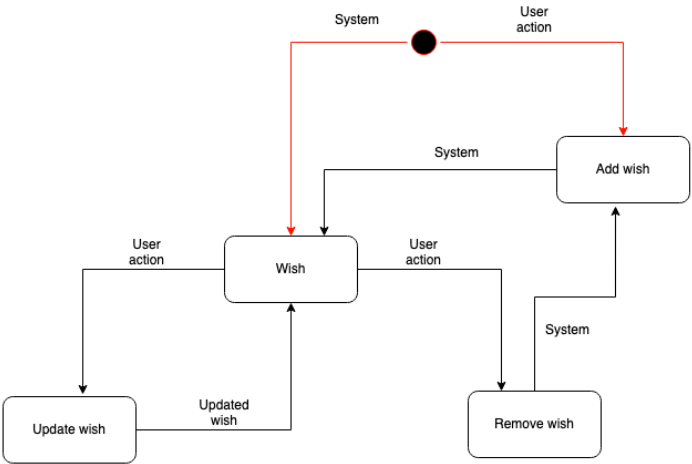 System
User
action
System
Add wish
User
action
Wish
User
action
System
Updated
wish
Update wish
Remove wish